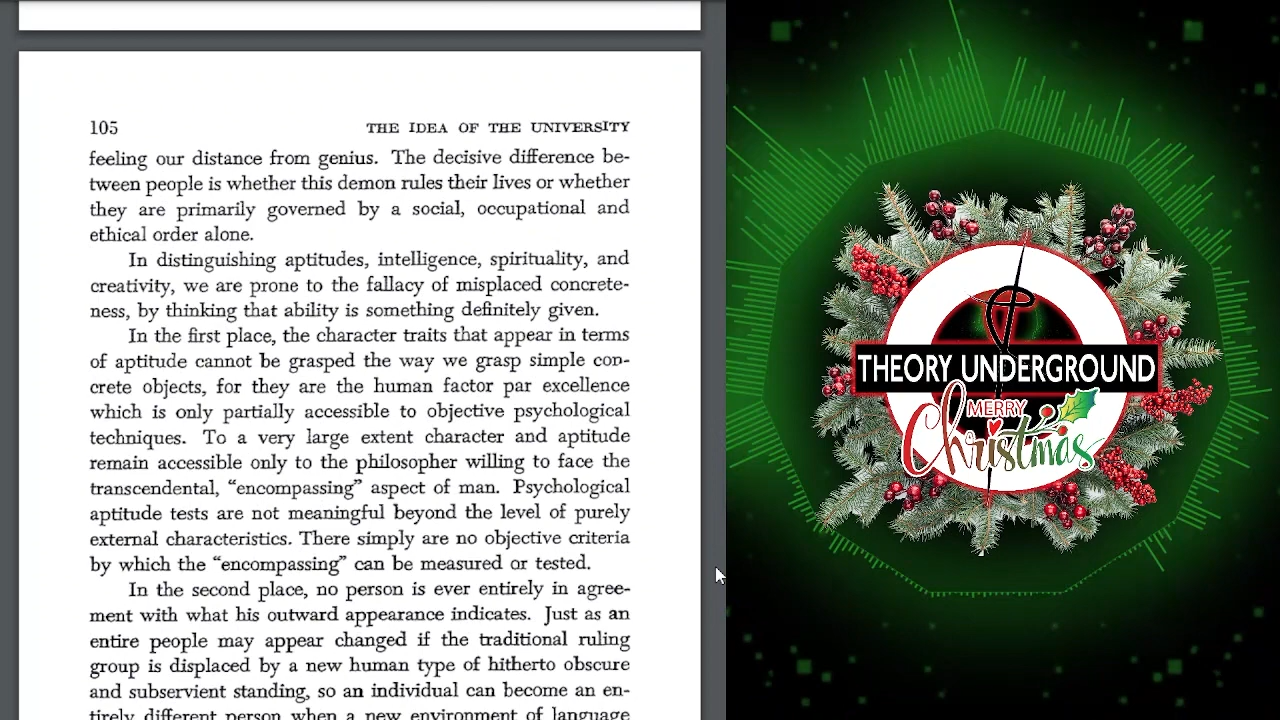 105 THE IDEA OF THE UNIVERSITY
feeling our distance from genius. The decisive difference be-
tween people is whether this demon rules their lives or whether
they are primarily governed by a social, occupational and
ethical order alone.
In distinguishing aptitudes, intelligence, spirituality, and
creativity, we are prone to the fallacy of misplaced concrete-
ness, by thinking that ability is something definitely given.
In the first place, the character traits that appear in terms
of aptitude cannot be grasped the way we grasp simple con-
crete objects, for they are the human factor par excellence
which is only partially accessible to objective psychological
techniques. To a very large extent character and aptitude
remain accessible only to the philosopher willing to face the
transcendental, “encompassing” aspect of man. Psychological
aptitude tests are not meaningful beyond the level of purely
external characteristics. There simply are no objective criteria
by which the “encompassing” can be measured or tested.
In the second place, no person is ever entirely in agree-
ment with what his outward appearance indicates. Just as an
entire people may appear changed if the traditional ruling
group is displaced by a new human type of hitherto obscure
and subservient standing, so an individual can become an en-
tirely different person when a new environment of language
THEORY UNDERGROUND
MERRY
Christmas